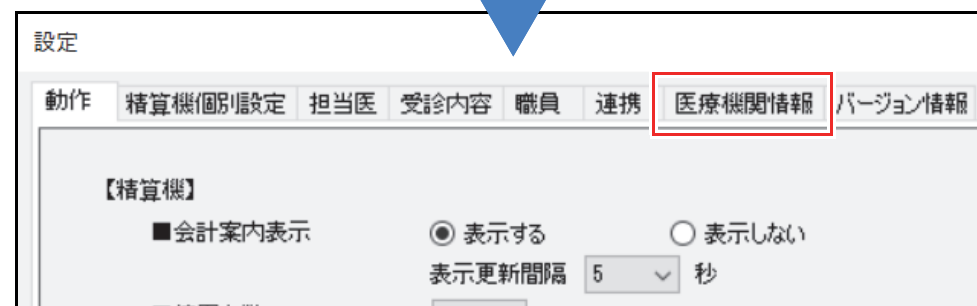 設定
動作 精算機個別設定 担当医 受診内容 職員 連携 医療機関情報 バージョン情報
【精算機】
■会計案内表示 表示する 表示しない
表示更新間隔 5 秒